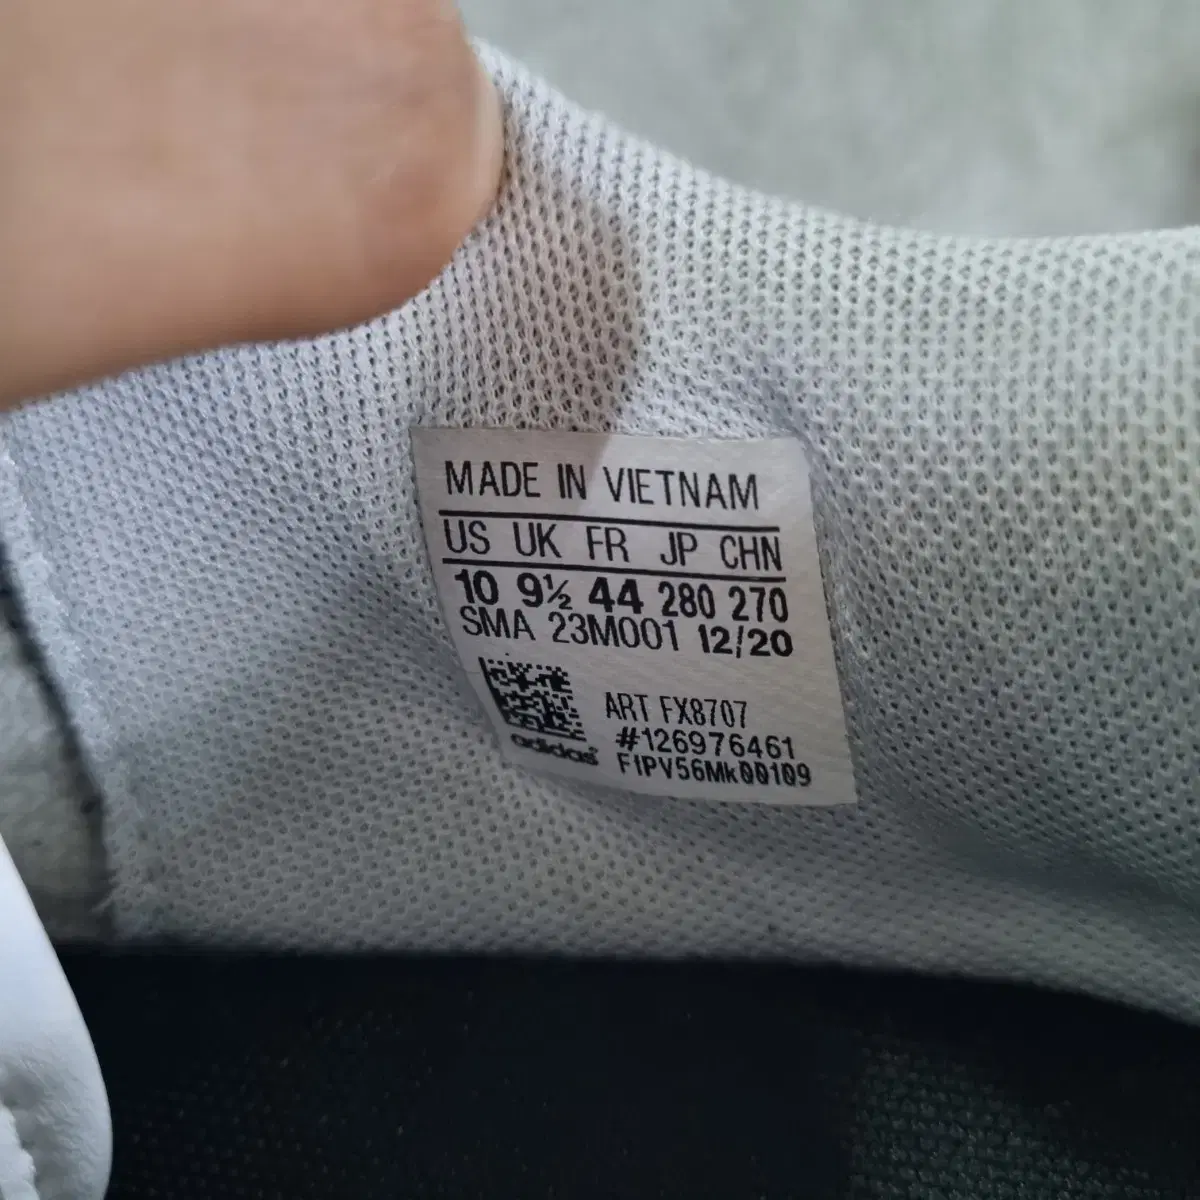 MADE IN VIETNAM
US UK FR JP CHN
10 9½ 44 280 270
SMA 23M001 12/20
ART FX8707
#126976461
adidas
F1PV56Mk00109